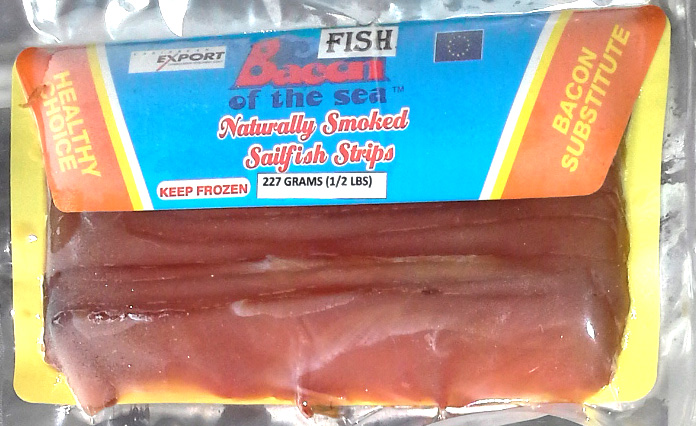 FISH
EXPORT
Bacon
of the sea™
Naturally Smoked
Sailfish Strips
KEEP FROZEN
227 GRAMS (1/2 LBS)
HEALTHY
CHOICE
BACON
SUBSTITUTE